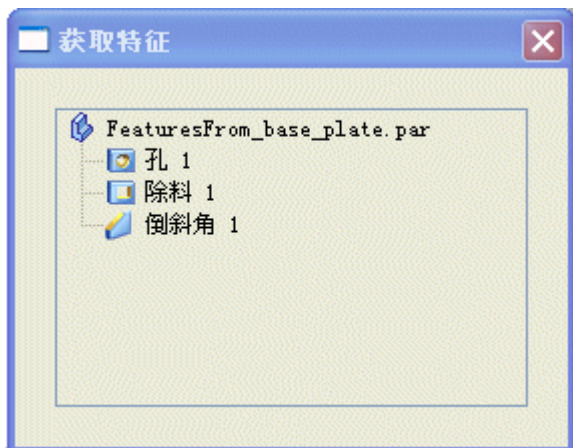 获取特征
FeaturesFrom_base_plate.par
孔 1
除料 1
倒斜角 1